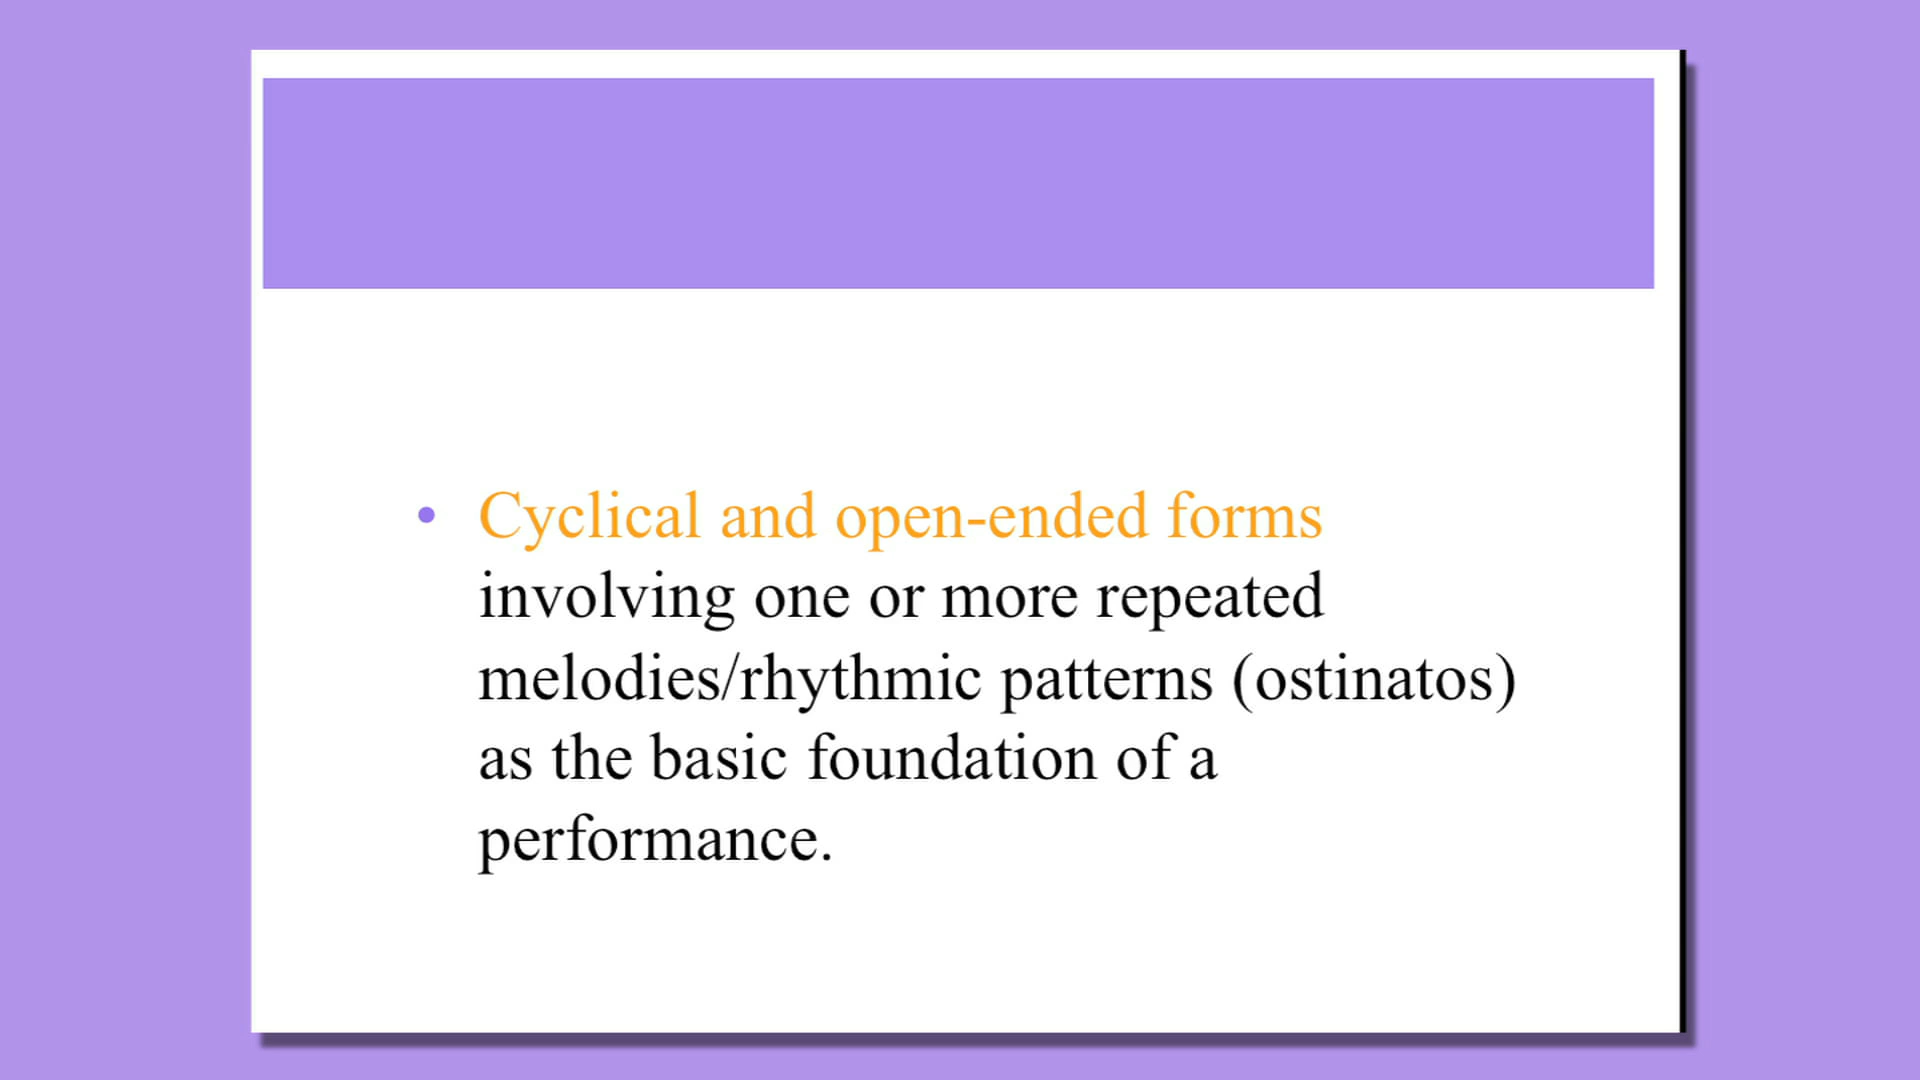 • Cyclical and open-ended forms
involving one or more repeated
melodies/rhythmic patterns (ostinatos)
as the basic foundation of a
performance.